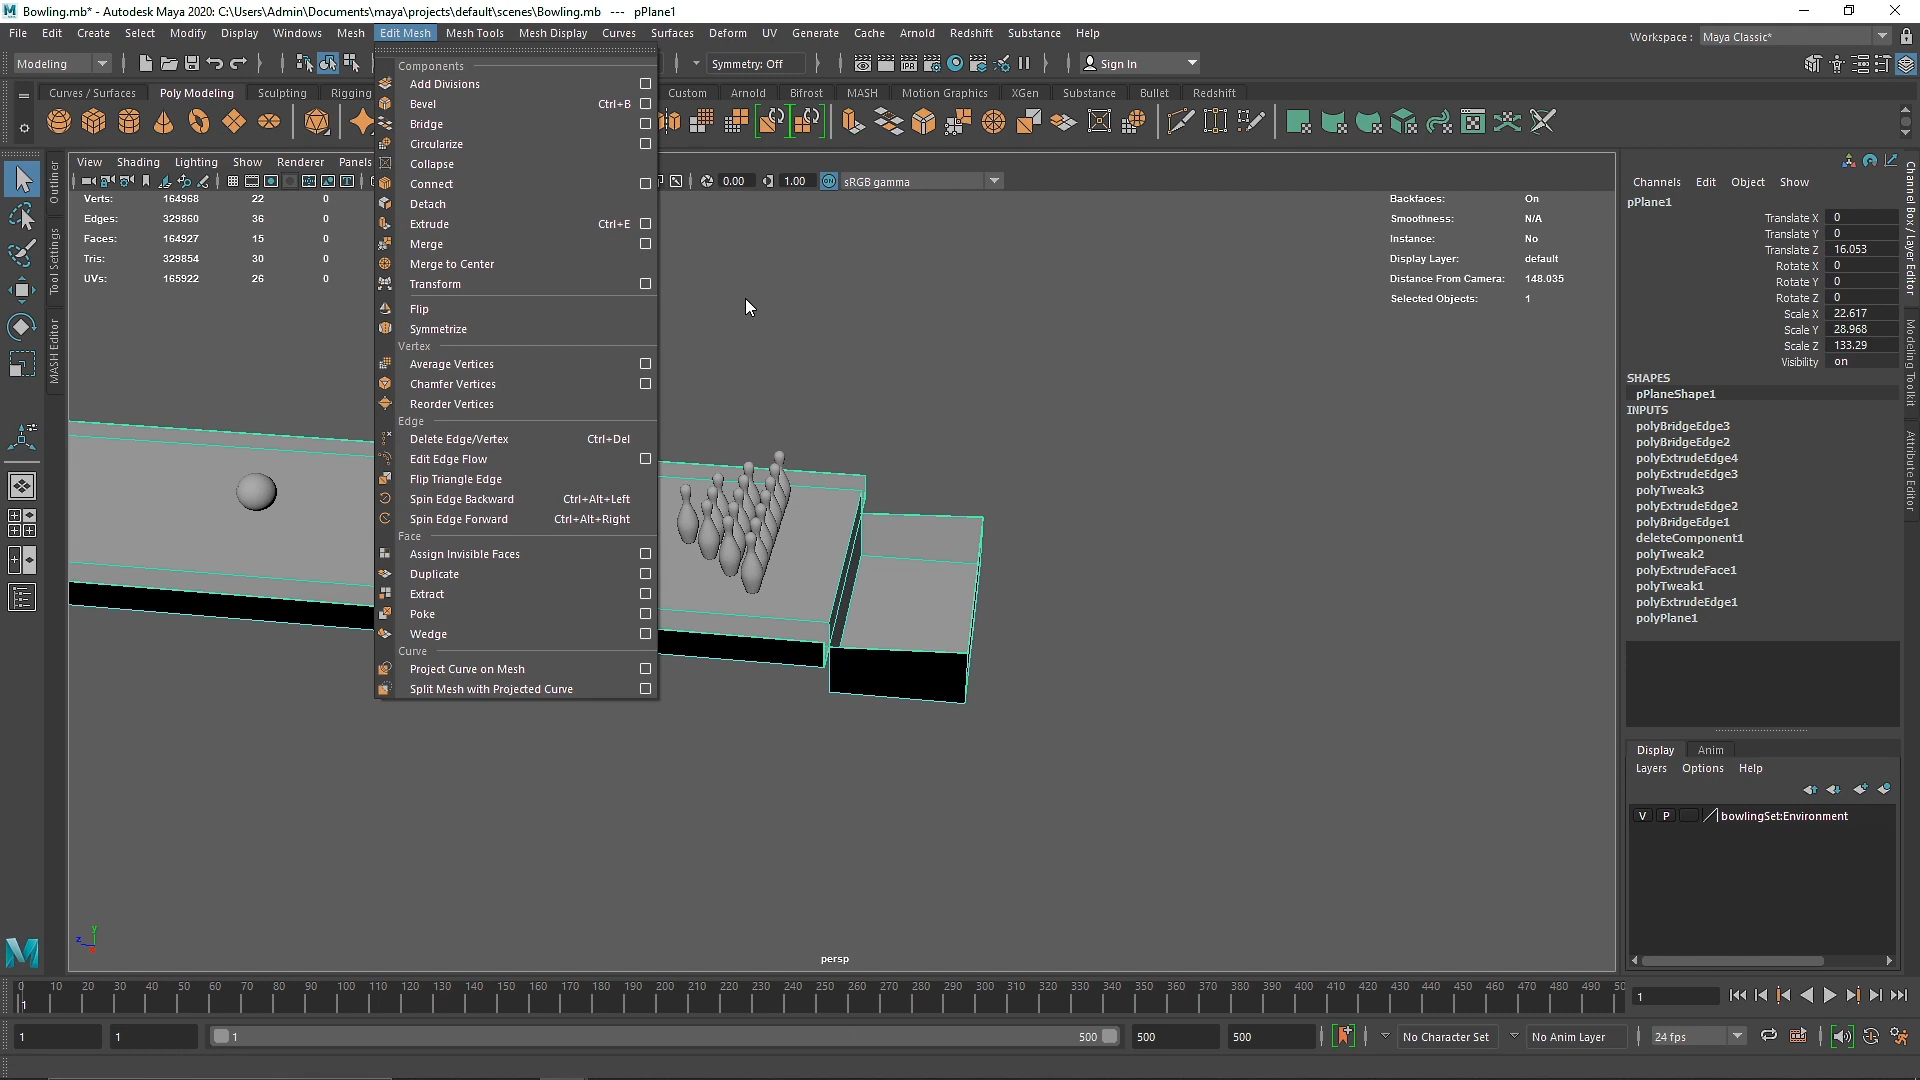 Bowling.mb* - Autodesk Maya 2020: C:\Users\Admin\Documents\maya\projects\default\scenes\Bowling.mb --- pPlane1
File Edit Create Select Modify Display Windows Mesh Edit Mesh Mesh Tools Mesh Display Curves Surfaces Deform UV Generate Cache Arnold Redshift Substance Help
Workspace : Maya Classic*
Modeling
Symmetry: Off
Sign In
Curves / Surfaces Poly Modeling Sculpting Rigging Custom Arnold Bifrost MASH Motion Graphics XGen Substance Bullet Redshift
View Shading Lighting Show Renderer Panels
0.00 1.00 sRGB gamma
Verts: 164968 22 0
Edges: 329860 36 0
Faces: 164927 15 0
Tris: 329854 30 0
UVs: 165922 26 0
Outliner
Tool Settings
MASH Editor
Components
Add Divisions
Bevel Ctrl+B
Bridge
Circularize
Collapse
Connect
Detach
Extrude Ctrl+E
Merge
Merge to Center
Transform
Flip
Symmetrize
Vertex
Average Vertices
Chamfer Vertices
Reorder Vertices
Edge
Delete Edge/Vertex Ctrl+Del
Edit Edge Flow
Flip Triangle Edge
Spin Edge Backward Ctrl+Alt+Left
Spin Edge Forward Ctrl+Alt+Right
Face
Assign Invisible Faces
Duplicate
Extract
Poke
Wedge
Curve
Project Curve on Mesh
Split Mesh with Projected Curve
Backfaces: On
Smoothness: N/A
Instance: No
Display Layer: default
Distance From Camera: 148.035
Selected Objects: 1
persp
y
z
Channels Edit Object Show
pPlane1
Translate X 0
Translate Y 0
Translate Z 16.053
Rotate X 0
Rotate Y 0
Rotate Z 0
Scale X 22.617
Scale Y 28.968
Scale Z 133.29
Visibility on
SHAPES
pPlaneShape1
INPUTS
polyBridgeEdge3
polyBridgeEdge2
polyExtrudeEdge4
polyExtrudeEdge3
polyTweak3
polyExtrudeEdge2
polyBridgeEdge1
deleteComponent1
polyTweak2
polyExtrudeFace1
polyTweak1
polyExtrudeEdge1
polyPlane1
Channel Box / Layer Editor
Modeling Toolkit
Attribute Editor
Display Anim
Layers Options Help
V P bowlingSet:Environment
0 10 20 30 40 50 60 70 80 90 100 110 120 130 140 150 160 170 180 190 200 210 220 230 240 250 260 270 280 290 300 310 320 330 340 350 360 370 380 390 400 410 420 430 440 450 460 470 480 490 50
1
1
1 1 1 500 500 500 No Character Set No Anim Layer 24 fps